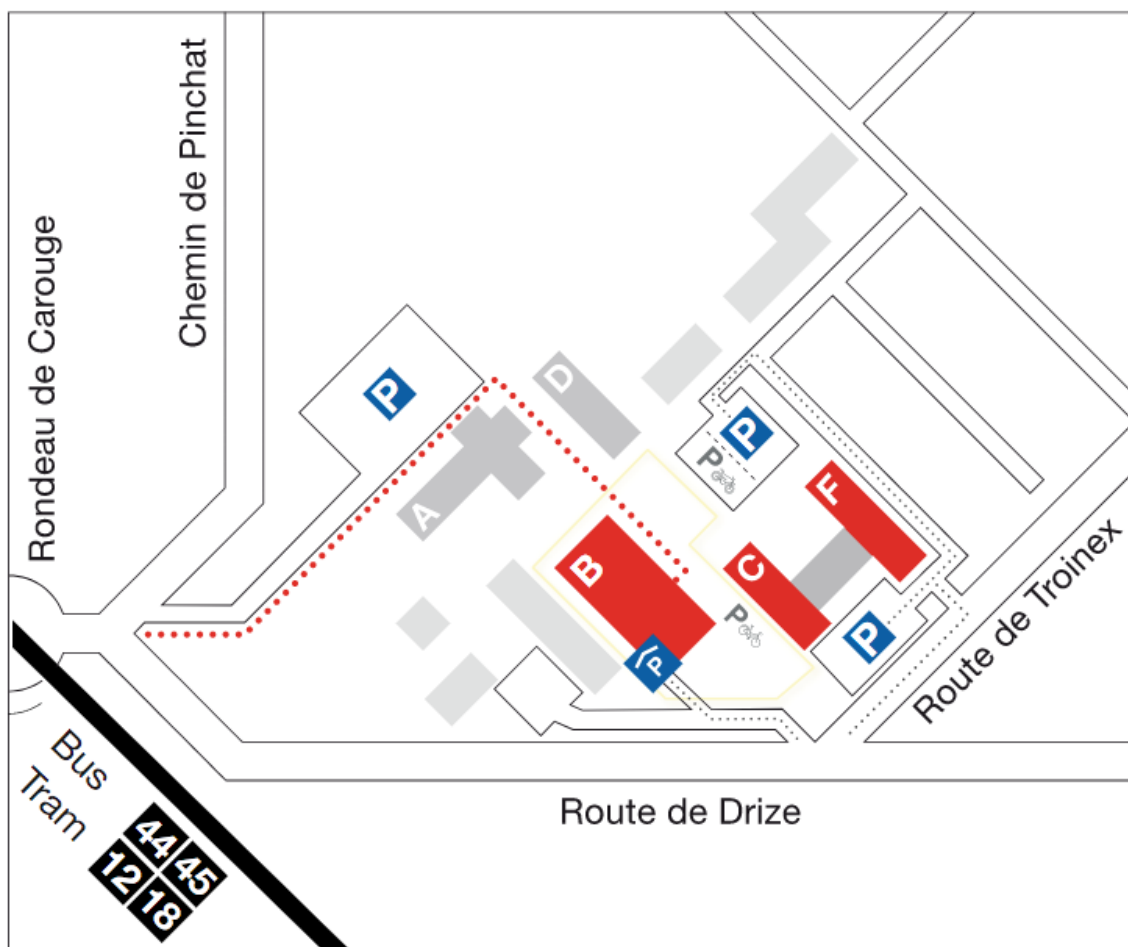 Chemin de Pinchat
Rondeau de Carouge
P
D
A
P
P
F
B
C
P
P
P
Route de Troinex
Bus
Tram
44 45
12 18
Route de Drize